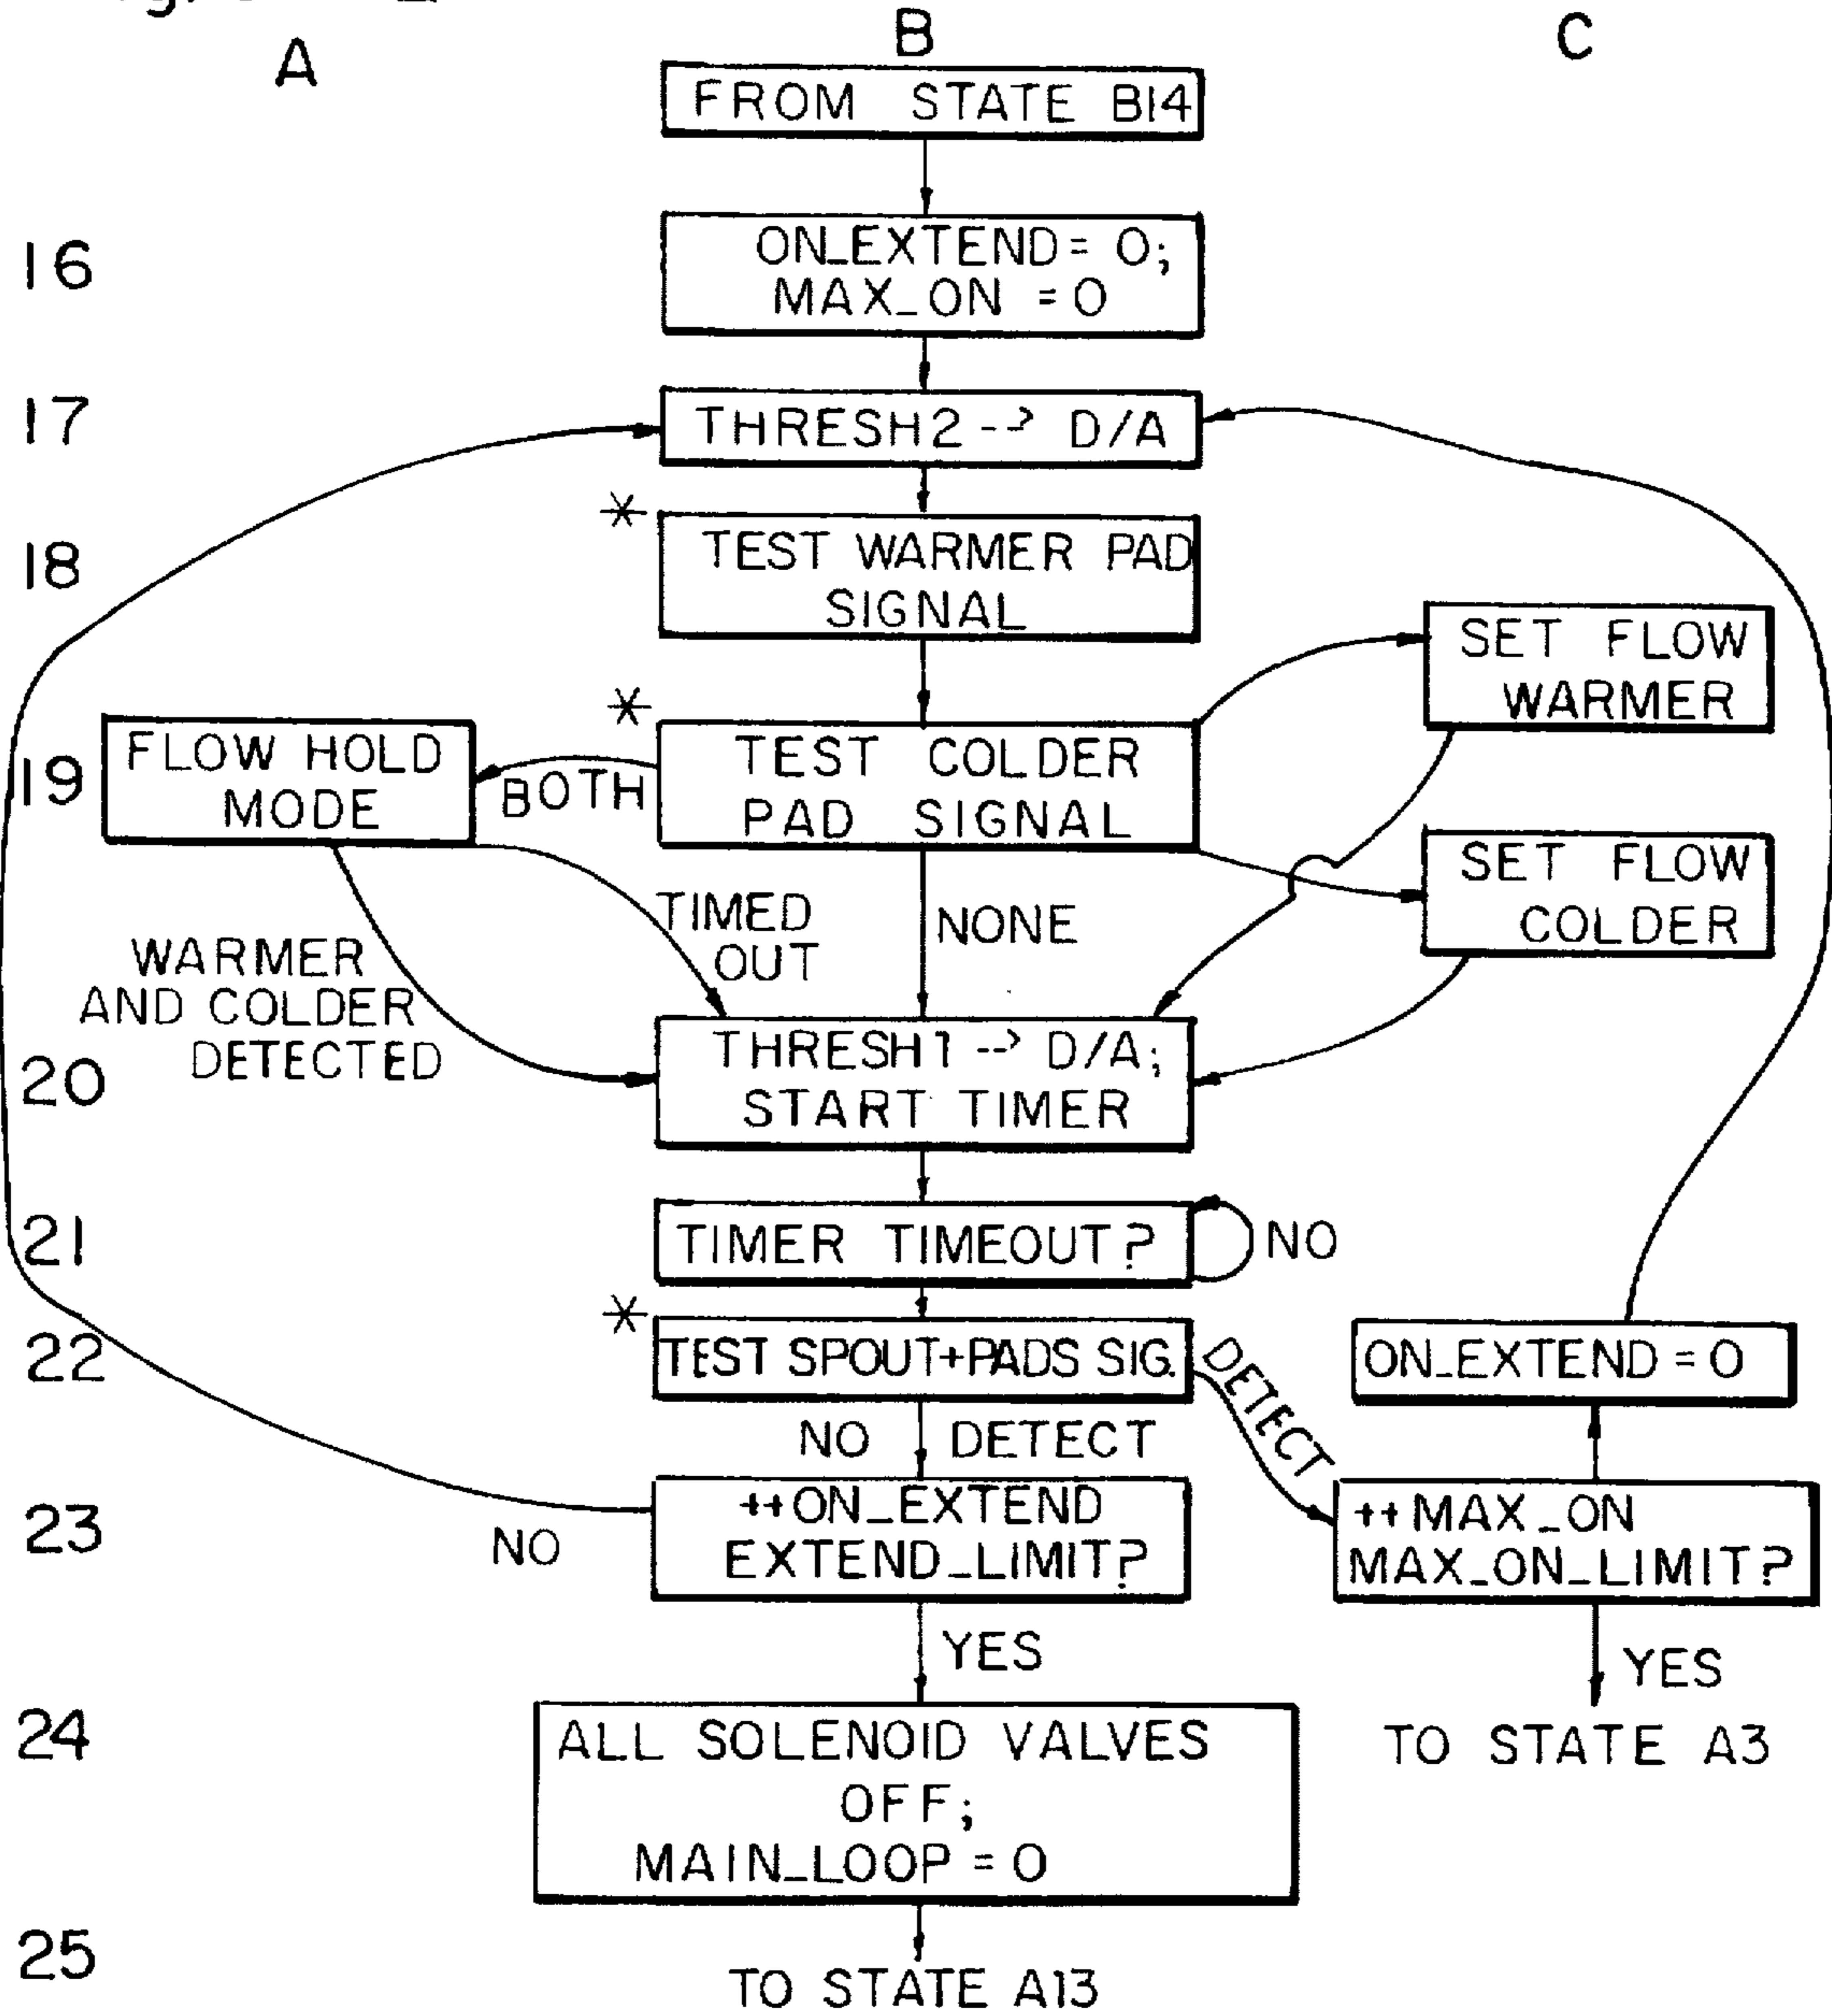 A
B
C
FROM STATE B14
16
ON_EXTEND = 0;
MAX_ON = 0
17
THRESH2 --> D/A
*
18
TEST WARMER PAD
SIGNAL
SET FLOW
WARMER
*
19
FLOW HOLD
MODE
BOTH
TEST COLDER
PAD SIGNAL
SET FLOW
COLDER
TIMED
OUT
NONE
WARMER
AND COLDER
DETECTED
20
THRESH1 --> D/A;
START TIMER
21
TIMER TIMEOUT?
NO
*
22
TEST SPOUT+PADS SIG.
DETECT
ON_EXTEND = 0
NO DETECT
23
NO
++ON_EXTEND
EXTEND_LIMIT?
++MAX_ON
MAX_ON_LIMIT?
YES
YES
24
ALL SOLENOID VALVES
OFF;
MAIN_LOOP = 0
TO STATE A3
25
TO STATE A13